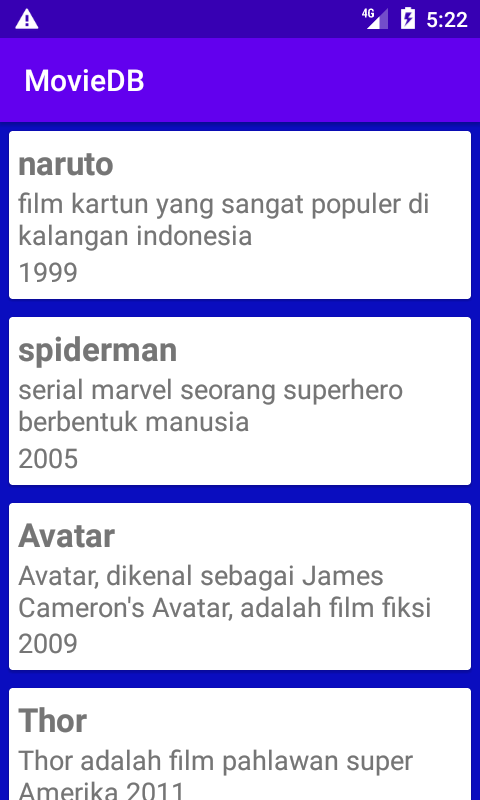 4G 5:22
MovieDB
naruto
film kartun yang sangat populer di
kalangan indonesia
1999
spiderman
serial marvel seorang superhero
berbentuk manusia
2005
Avatar
Avatar, dikenal sebagai James
Cameron's Avatar, adalah film fiksi
2009
Thor
Thor adalah film pahlawan super
Amerika 2011